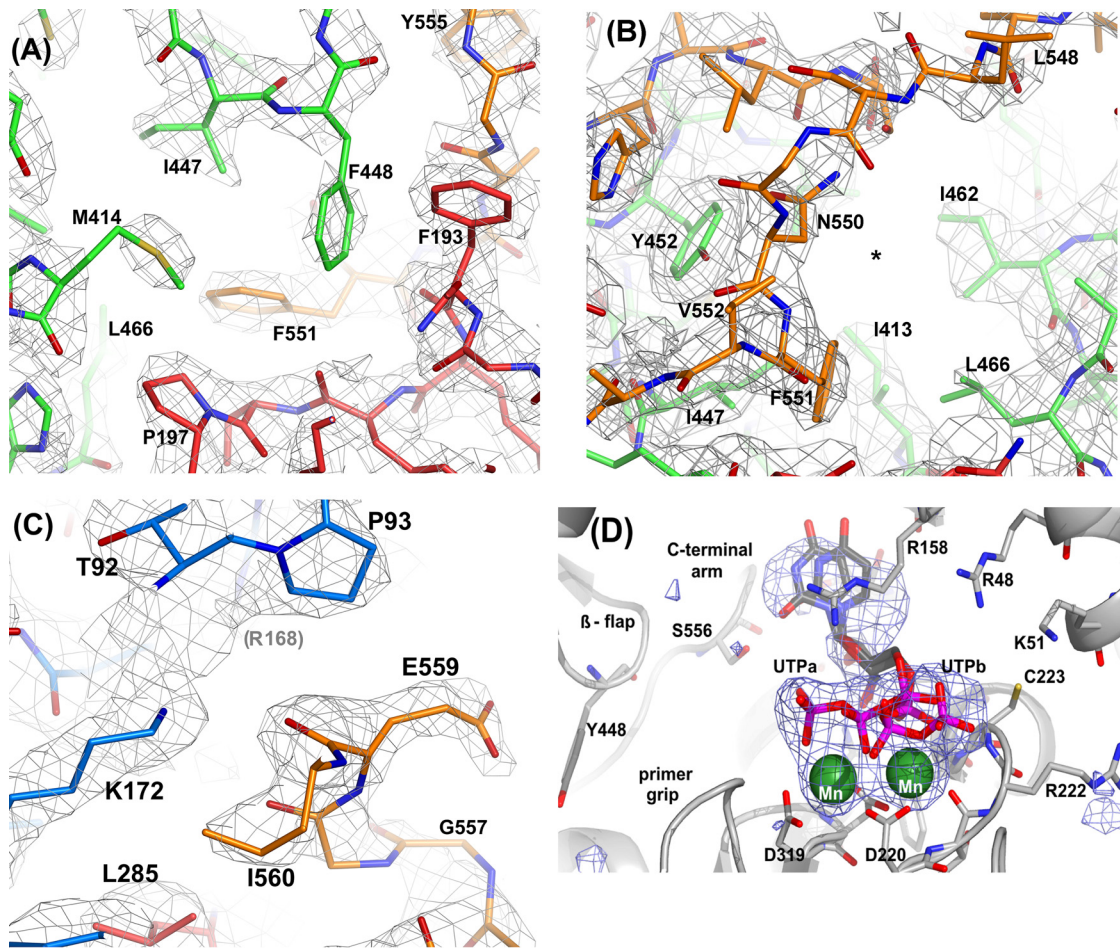 (A)
Y555
I447
F448
M414
F193
L466
F551
P197
(B)
L548
I462
N550
Y452
*
V552
I413
L466
F551
I447
(C)
P93
T92
(R168)
E559
K172
G557
I560
L285
(D)
R158
C-terminal
arm
R48
ß - flap
K51
S556
UTPa
UTPb
C223
Y448
primer
grip
Mn
Mn
R222
D319
D220